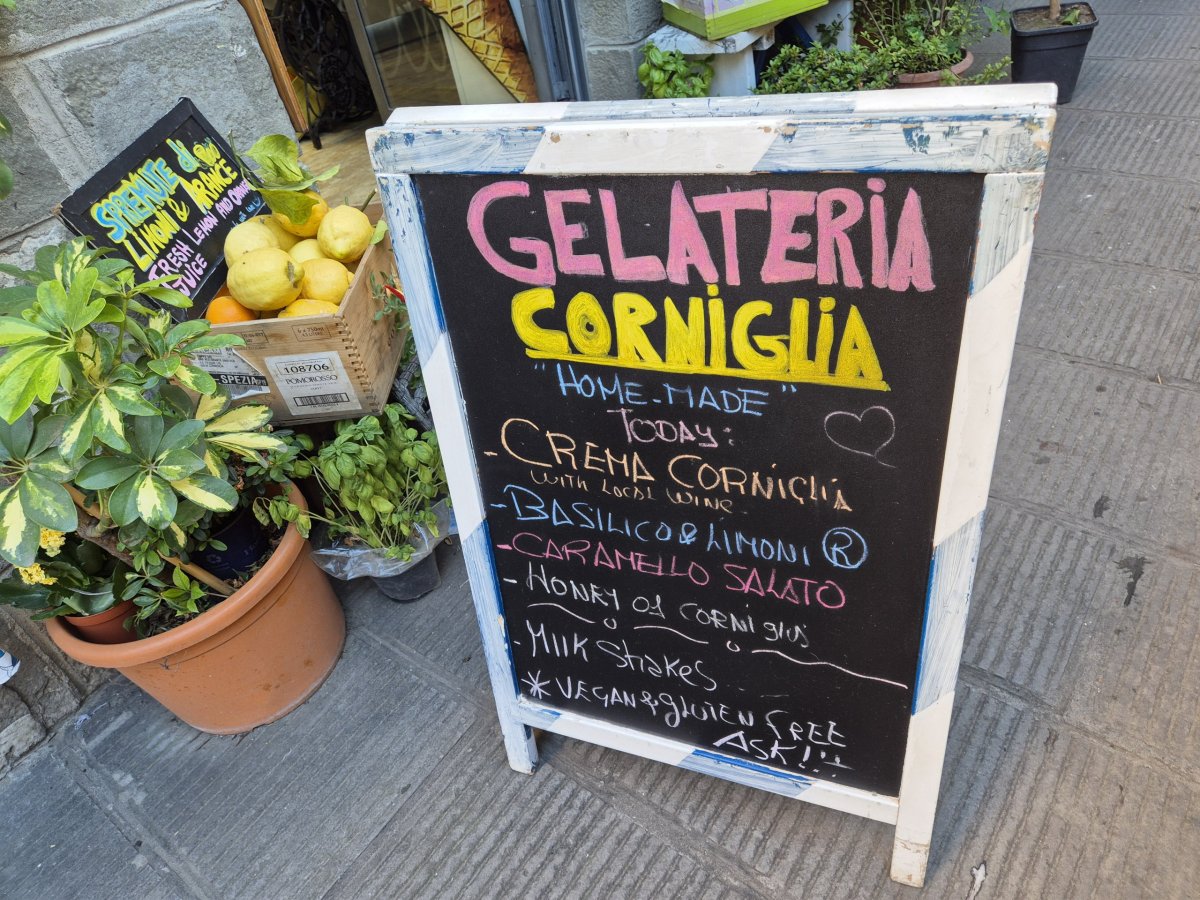 SPREMUTE di
LIMONI & ARANCE
FRESH LEMON AND ORANGE
JUICE
108706
POMOROSSO
-SPEZIA
GELATERIA
CORNIGLIA
"HOME-MADE"
TODAY:
- CREMA CORNIGLIA
WITH LOCAL WINE
- BASILICO & LIMONI ®
- CARAMELLO SALATO
- HONEY OF CORNIGLIA
- MILK SHAKES
* VEGAN & GLUTEN FREE
ASK!!!